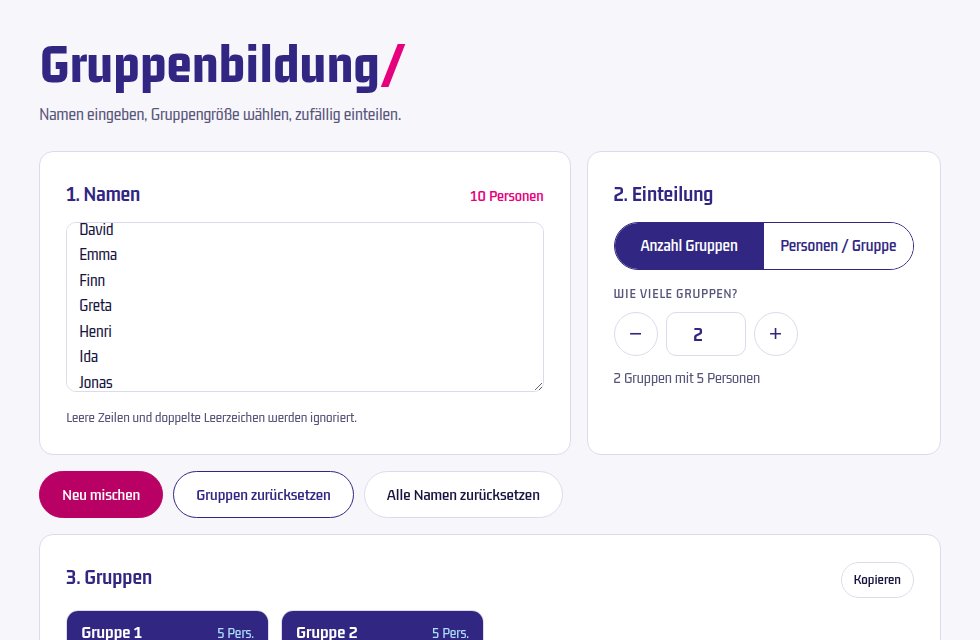 Gruppenbildung/
Namen eingeben, Gruppengröße wählen, zufällig einteilen.
1. Namen
10 Personen
David
Emma
Finn
Greta
Henri
Ida
Jonas
Leere Zeilen und doppelte Leerzeichen werden ignoriert.
2. Einteilung
Anzahl Gruppen
Personen / Gruppe
WIE VIELE GRUPPEN?
− 2 +
2 Gruppen mit 5 Personen
Neu mischen
Gruppen zurücksetzen
Alle Namen zurücksetzen
3. Gruppen
Kopieren
Gruppe 1
5 Pers.
Gruppe 2
5 Pers.